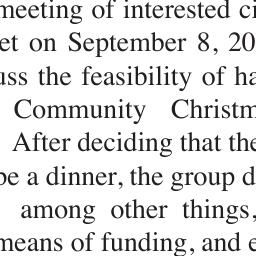 meeting of interested ci
et on September 8, 20
uss the feasibility of ha
Community Christm
After deciding that the
be a dinner, the group d
among other things,
means of funding, and e